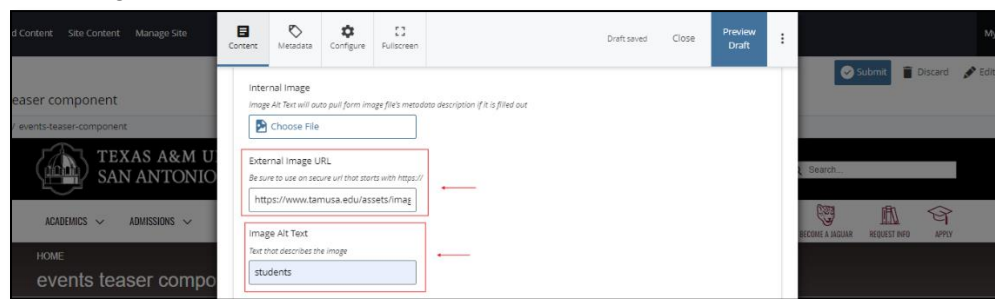 d Content Site Content Manage Site
Content Metadata Configure Fullscreen Draft saved Close Preview Draft
My
Submit Discard Edit
easer component
/ events-teaser-component
Internal Image
Image Alt Text will auto pull form image file's metadata description if it is filled out
Choose File
External Image URL
Be sure to use an secure url that starts with https://
https://www.tamusa.edu/assets/imag
Image Alt Text
Text that describes the image
students
TEXAS A&M U
SAN ANTONIO
Search...
ACADEMICS ADMISSIONS
BECOME A JAGUAR REQUEST INFO APPLY
HOME
events teaser compo